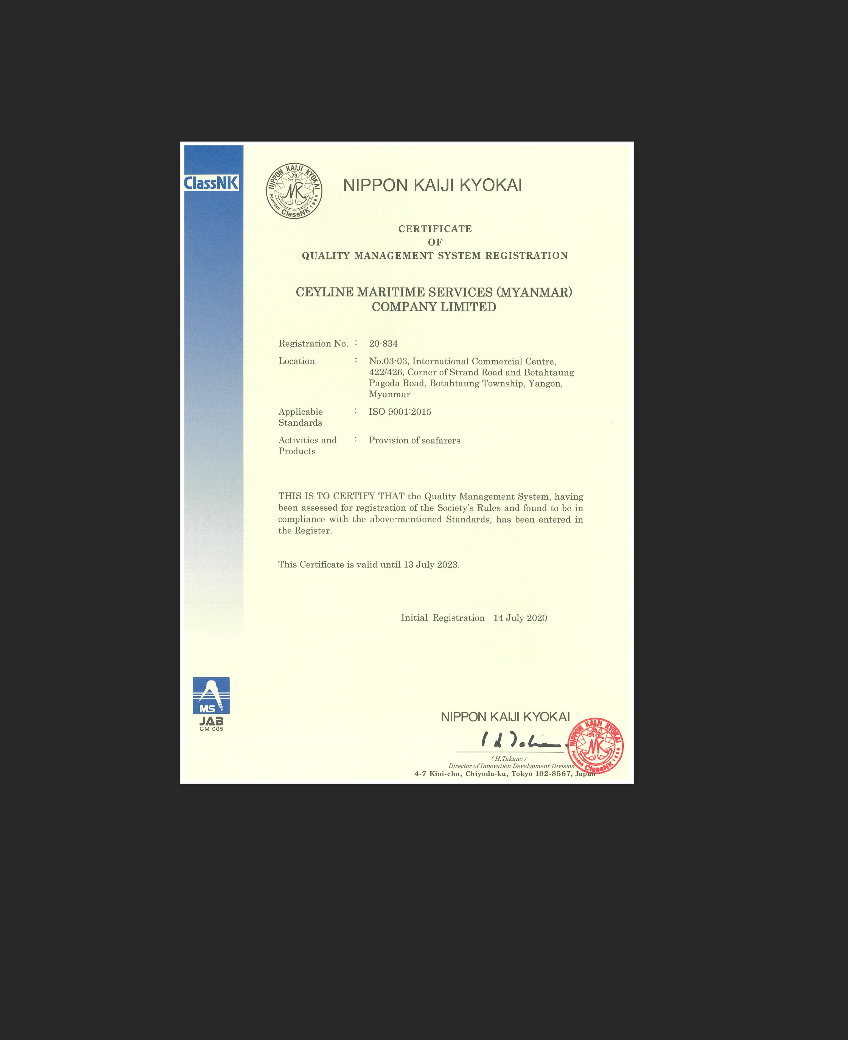 ClassNK
NIPPON KAIJI KYOKAI
ClassNK
NIPPON KAIJI KYOKAI
CERTIFICATE
OF
QUALITY MANAGEMENT SYSTEM REGISTRATION
CEYLINE MARITIME SERVICES (MYANMAR)
COMPANY LIMITED
Registration No. : 20-834
Location : No.03-03, International Commercial Centre,
422/426, Corner of Strand Road and Botahtaung
Pagoda Road, Botahtaung Township, Yangon,
Myanmar
Applicable : ISO 9001:2015
Standards
Activities and : Provision of seafarers
Products
THIS IS TO CERTIFY THAT the Quality Management System, having
been assessed for registration of the Society's Rules and found to be in
compliance with the above-mentioned Standards, has been entered in
the Register.
This Certificate is valid until 13 July 2023.
Initial Registration 14 July 2020
MS
JAB
CM 005
NIPPON KAIJI KYOKAI
NIPPON KAIJI KYOKAI
ClassNK
Director of Innovation Development Division
4-7 Kioi-cho, Chiyoda-ku, Tokyo 102-8567, Japan